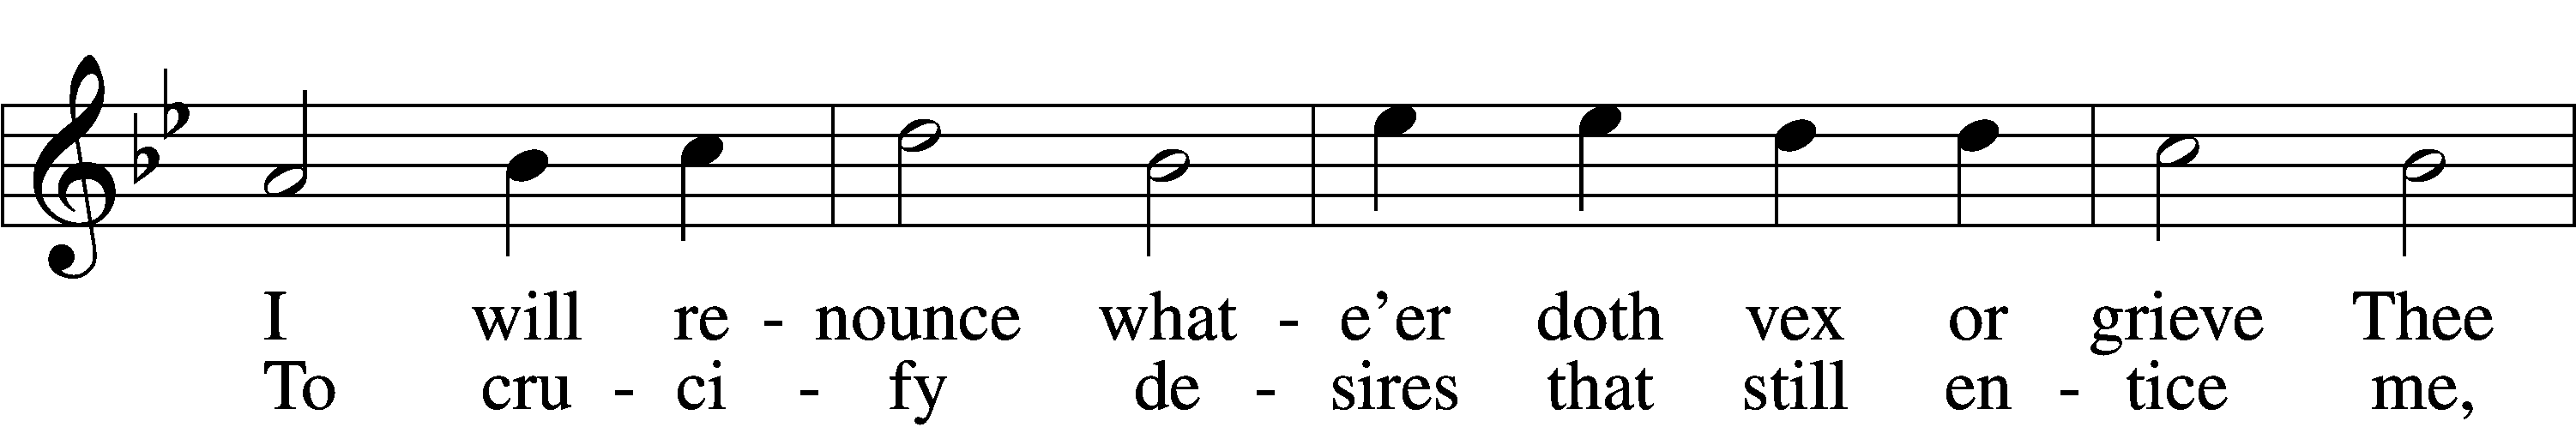 I will re - nounce what - e’er doth vex or grieve Thee
To cru - ci - fy de - sires that still en - tice me,